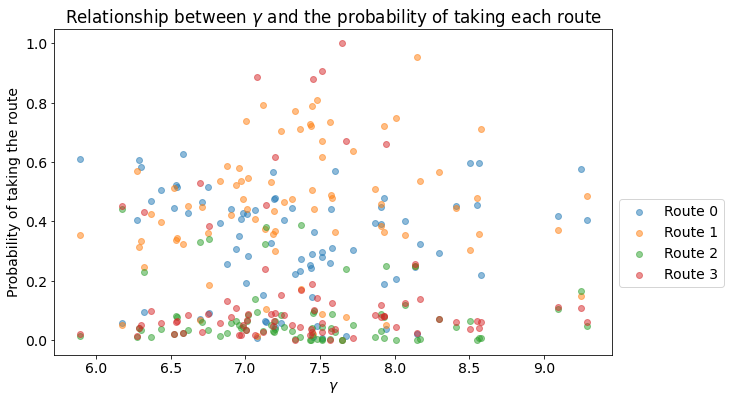 Relationship between γ and the probability of taking each route
Probability of taking the route
1.0
0.8
0.6
0.4
0.2
0.0
6.0 6.5 7.0 7.5 8.0 8.5 9.0
γ
Route 0
Route 1
Route 2
Route 3